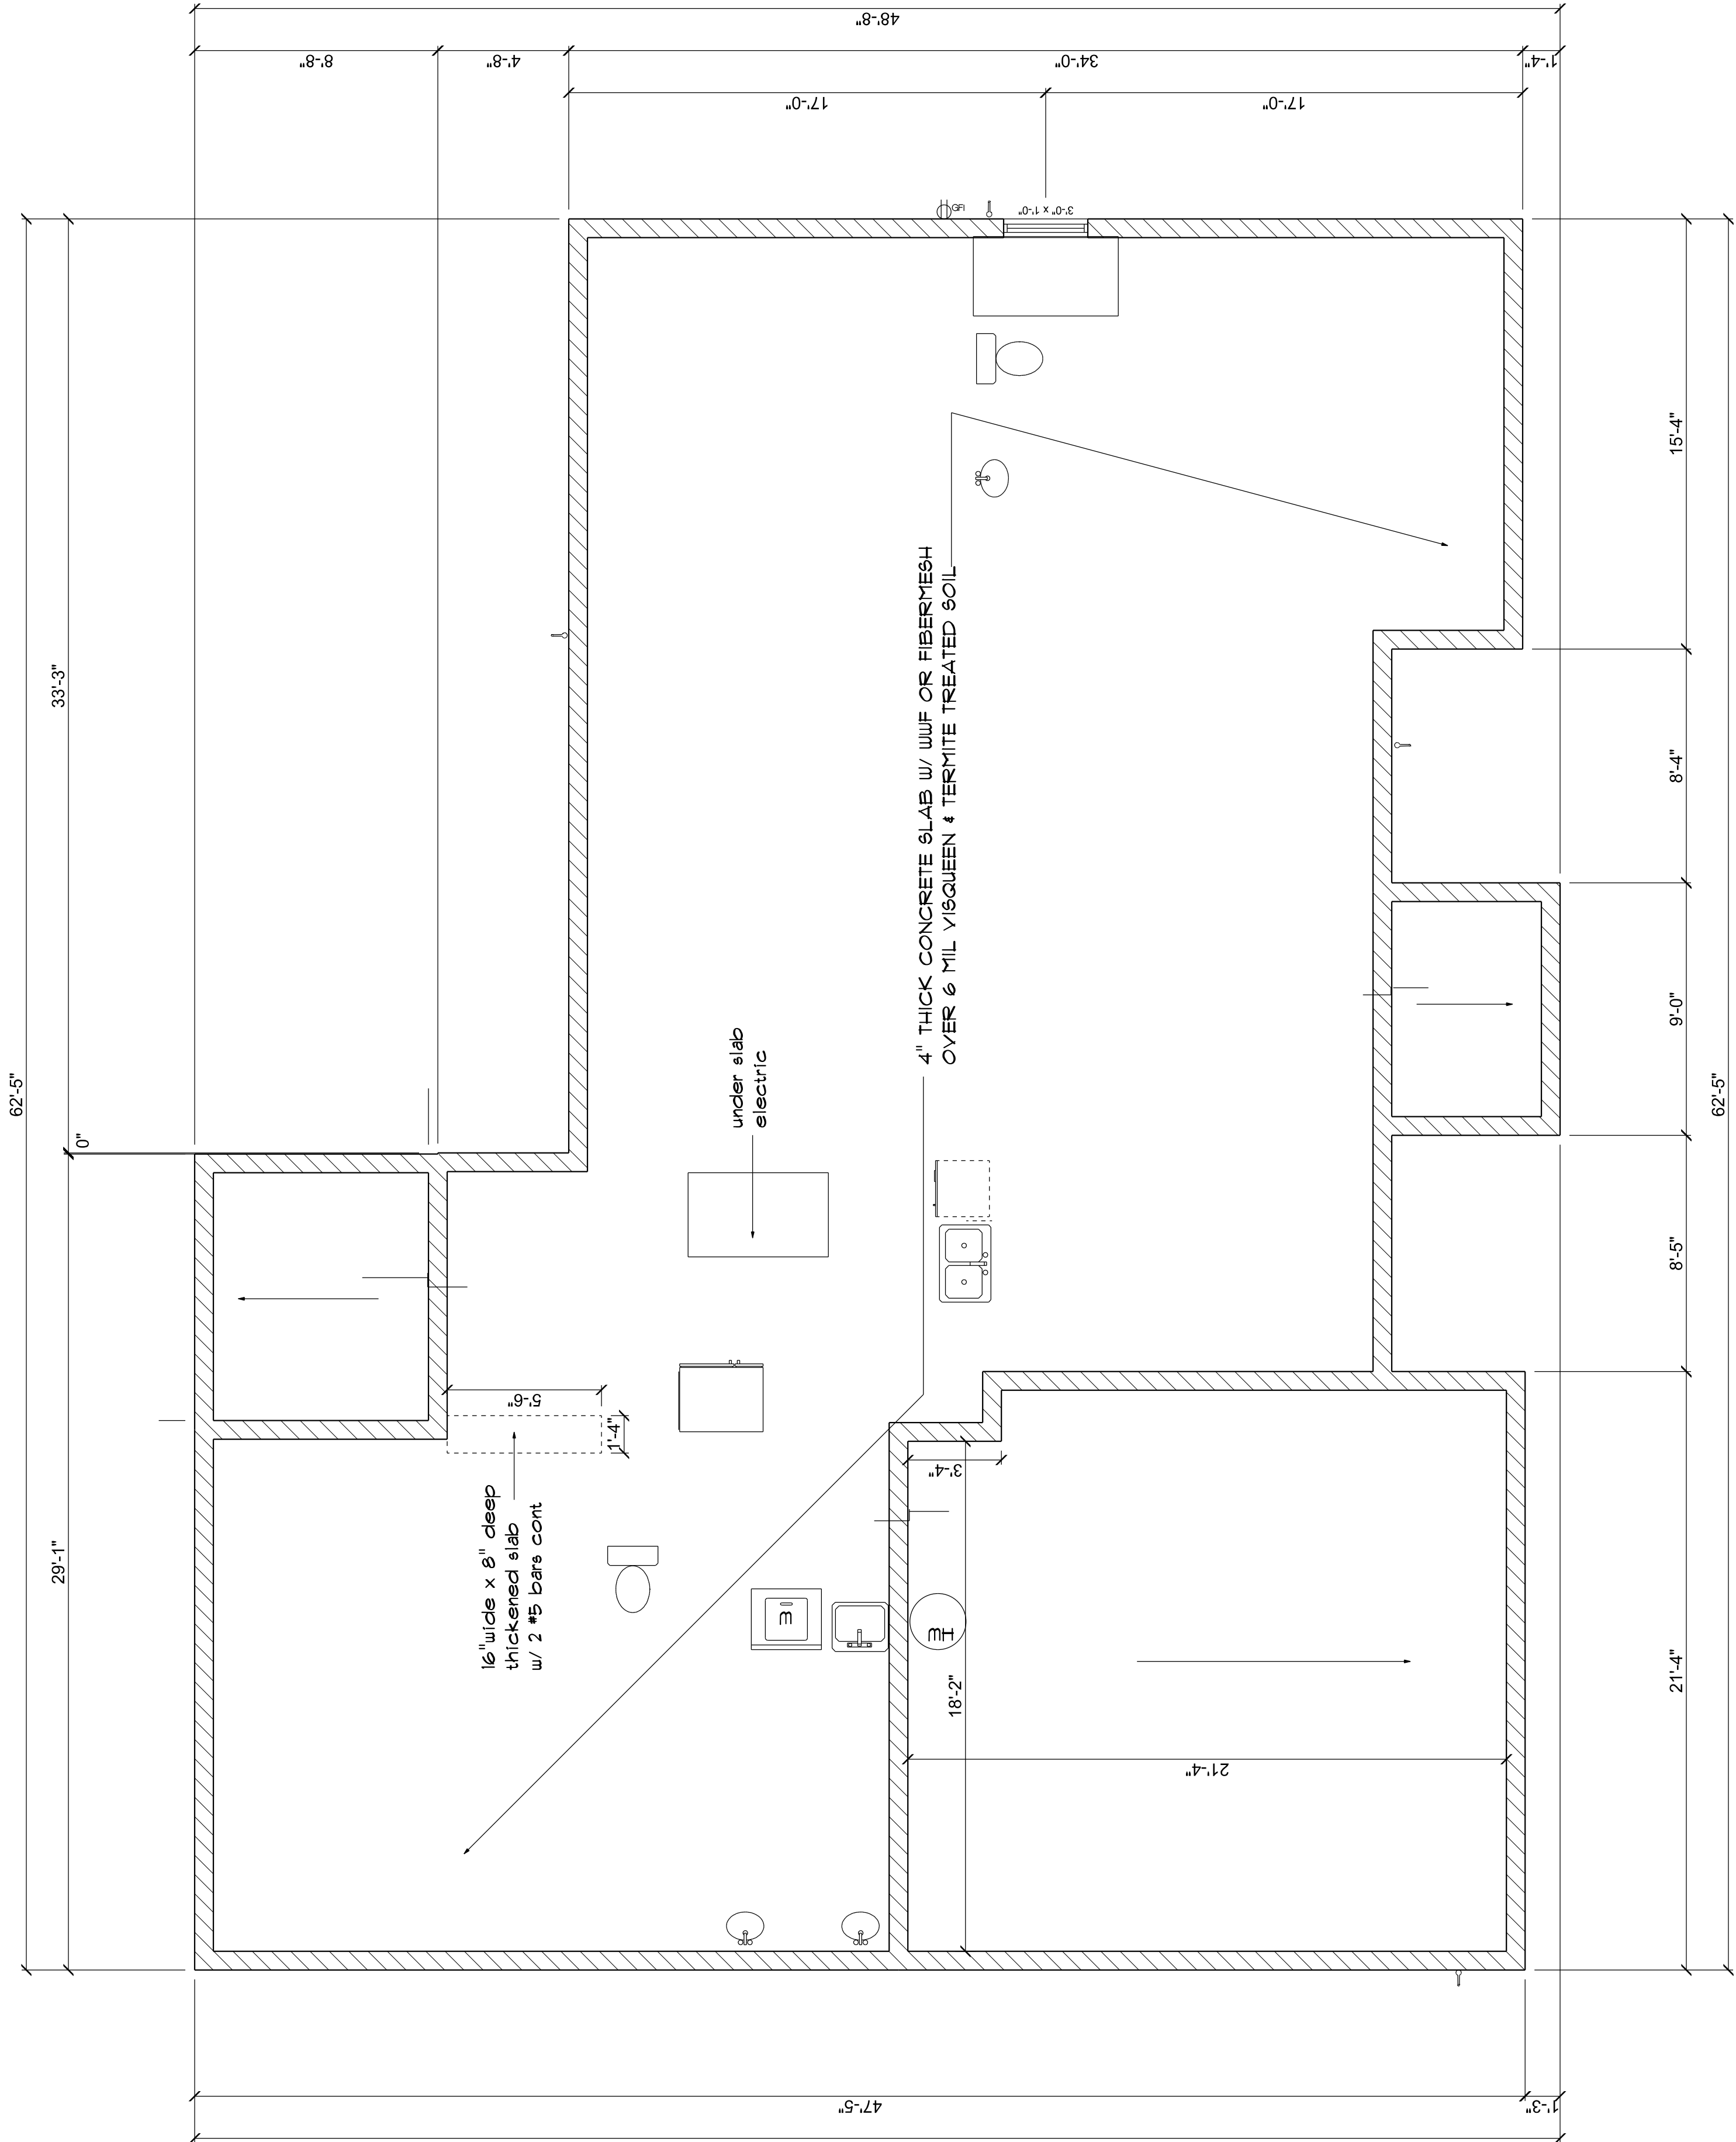 48'-8"
8'-8"
4'-8"
34'-0"
1'-4"
17'-0"
17'-0"
GFI
3'-0" x 1'-0"
62'-5"
33'-3"
0"
29'-1"
15'-4"
8'-4"
9'-0"
8'-5"
21'-4"
62'-5"
4" THICK CONCRETE SLAB W/ WWF OR FIBERMESH
OVER 6 MIL VISQUEEN & TERMITE TREATED SOIL
under slab
electric
5'-6"
1'-4"
16"wide x 8" deep
thickened slab
w/ 2 #5 bars cont
3'-4"
W
WH
18'-2"
21'-4"
47'-5"
1'-3"